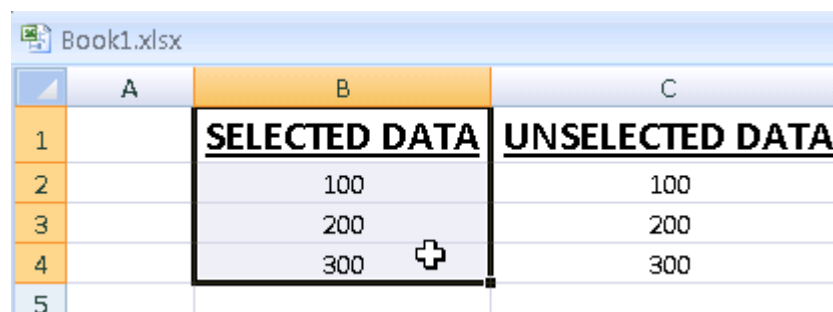 Book1.xlsx
A B C
1 SELECTED DATA UNSELECTED DATA
2 100 100
3 200 200
4 300 300
5